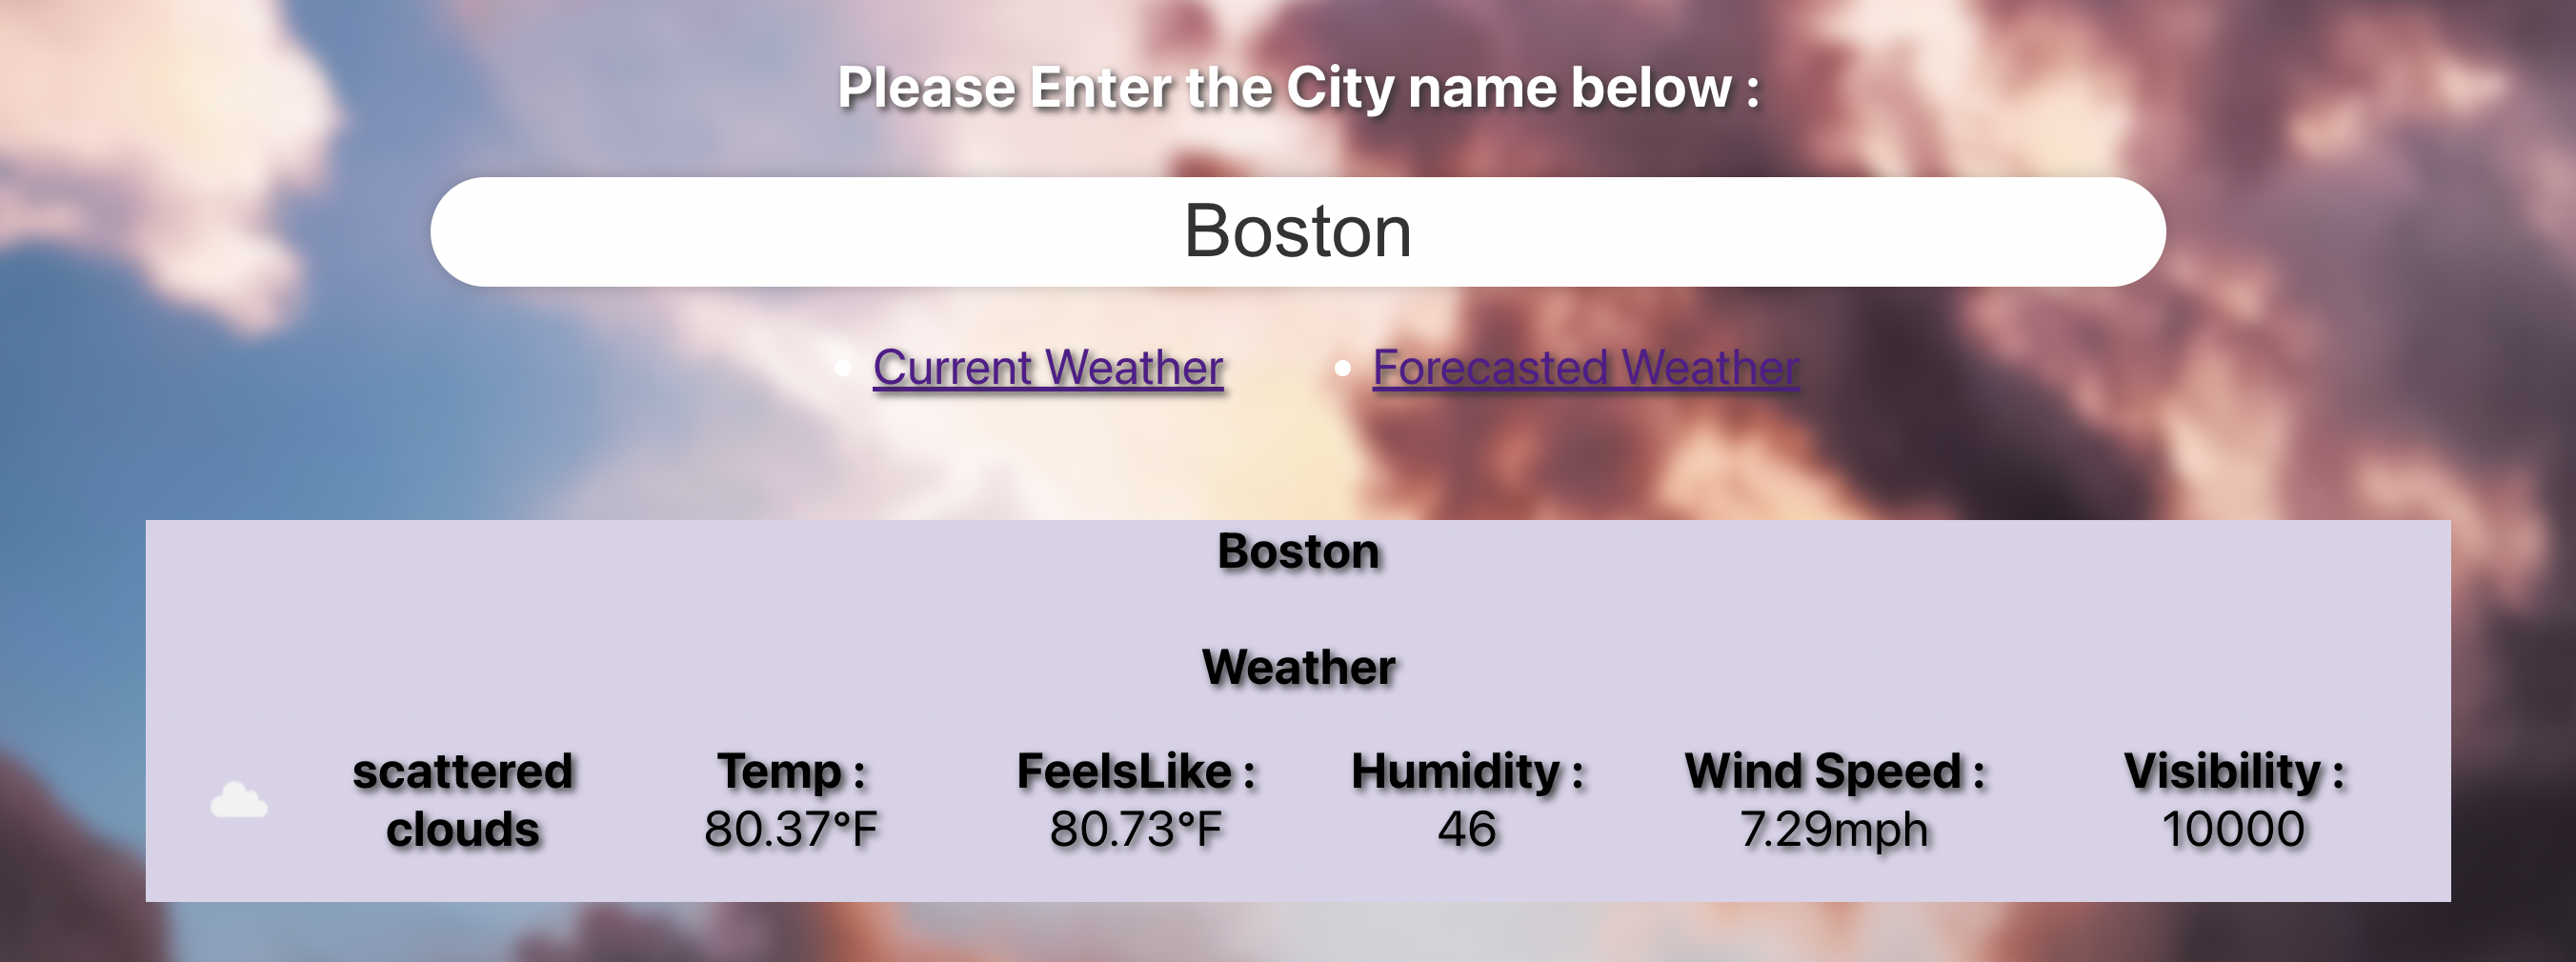 Please Enter the City name below :
Boston
Current Weather
Forecasted Weather
Boston
Weather
scattered
clouds
Temp :
80.37°F
FeelsLike :
80.73°F
Humidity :
46
Wind Speed :
7.29mph
Visibility :
10000